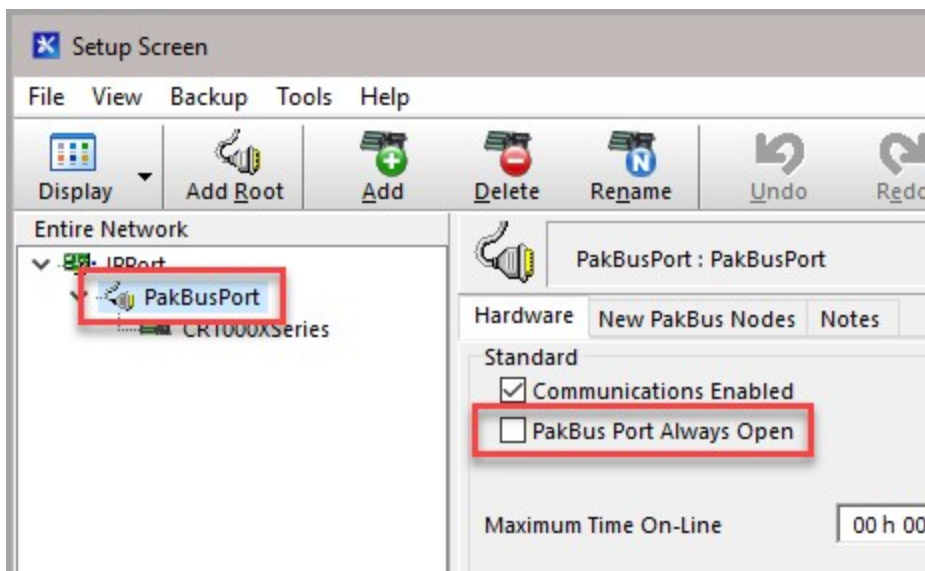 Setup Screen
File View Backup Tools Help
Display Add Root Add Delete Rename Undo Redo
Entire Network
IPPort
PakBusPort
CR1000XSeries
PakBusPort : PakBusPort
Hardware New PakBus Nodes Notes
Standard
Communications Enabled
PakBus Port Always Open
Maximum Time On-Line 00 h 00